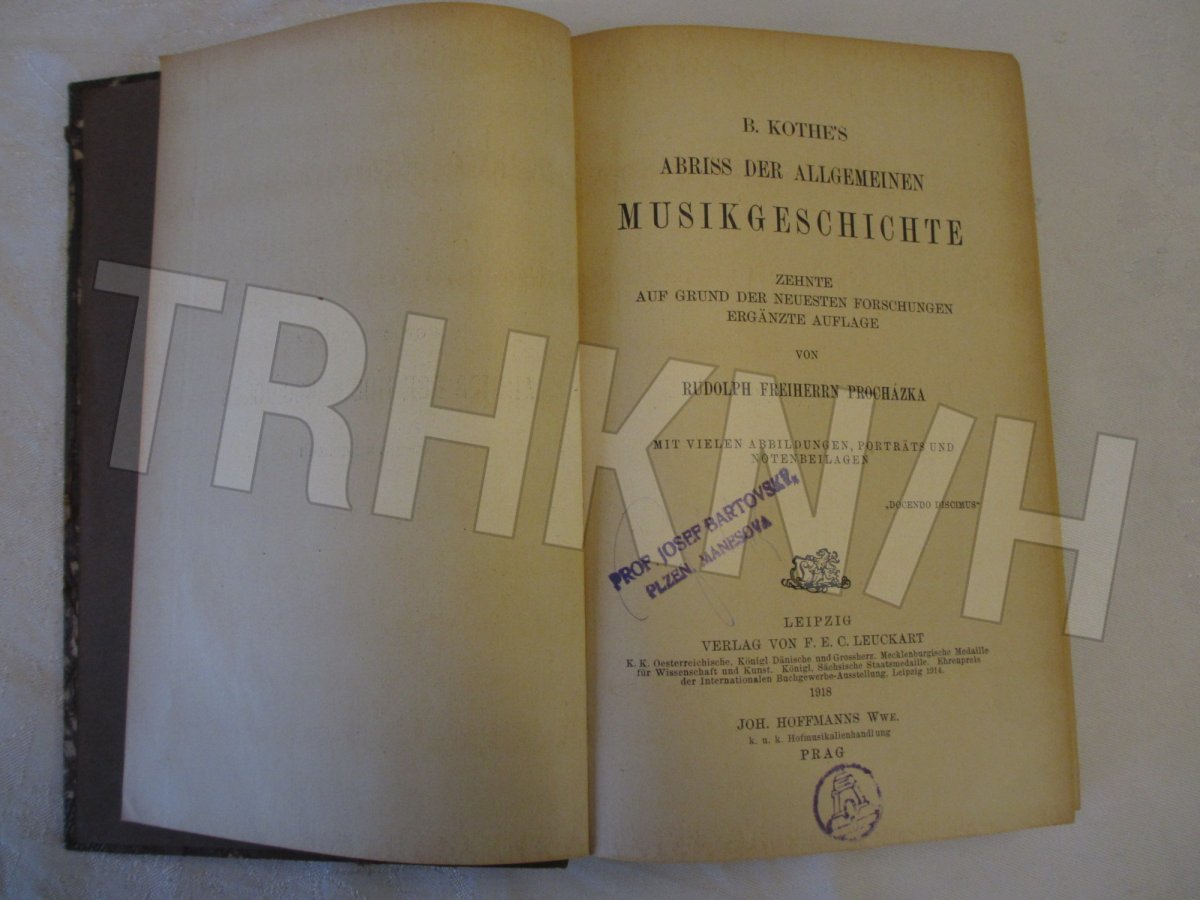 B. KOTHE'S
ABRISS DER ALLGEMEINEN
MUSIKGESCHICHTE
ZEHNTE
AUF GRUND DER NEUESTEN FORSCHUNGEN
ERGÄNZTE AUFLAGE
VON
RUDOLPH FREIHERRN PROCHÁZKA
MIT VIELEN ABBILDUNGEN, PORTRÄTS UND
NOTENBEILAGEN
„DOCENDO DISCIMUS“
PROF. JOSEF BARTOVSKÝ,
PLZEŇ, MANESOVA
LEIPZIG
VERLAG VON F. E. C. LEUCKART
K. K. Oesterreichische, Königl Dänische und Grossherz. Mecklenburgische Medaille
für Wissenschaft und Kunst. Königl. Sächsische Staatsmedaille. Ehrenpreis
der Internationalen Buchgewerbe-Ausstellung, Leipzig 1914.
1918
JOH. HOFFMANNS WWE.
k. u. k. Hofmusikalienhandlung
PRAG
TRHKNIH